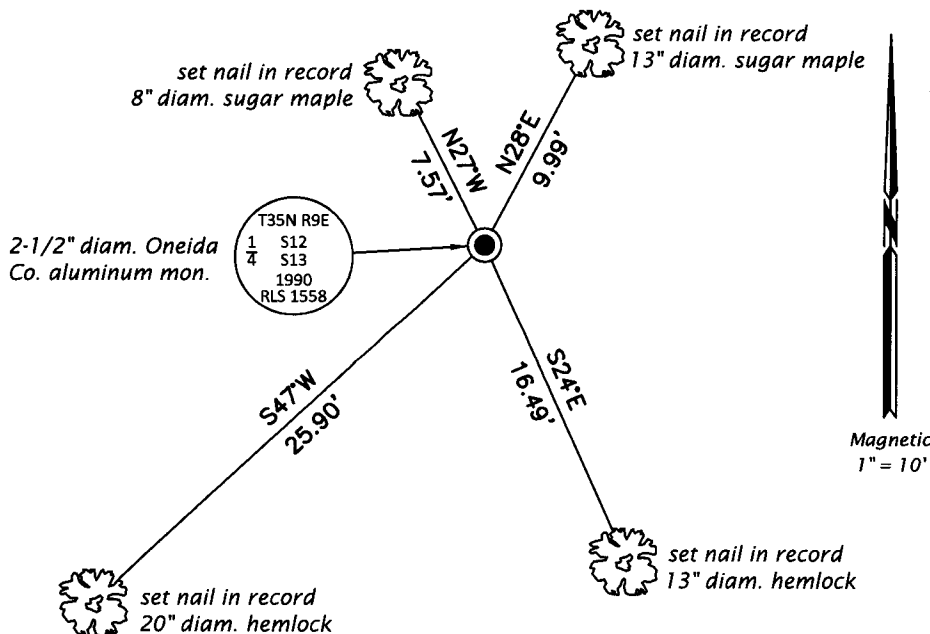 set nail in record
13" diam. sugar maple
set nail in record
8" diam. sugar maple
N27°W
7.57'
N28°E
9.99'
2-1/2" diam. Oneida
Co. aluminum mon.
T35N R9E
1/4 S12
S13
1990
RLS 1558
N
S47°W
25.90'
S24°E
16.49'
Magnetic
1" = 10'
set nail in record
13" diam. hemlock
set nail in record
20" diam. hemlock